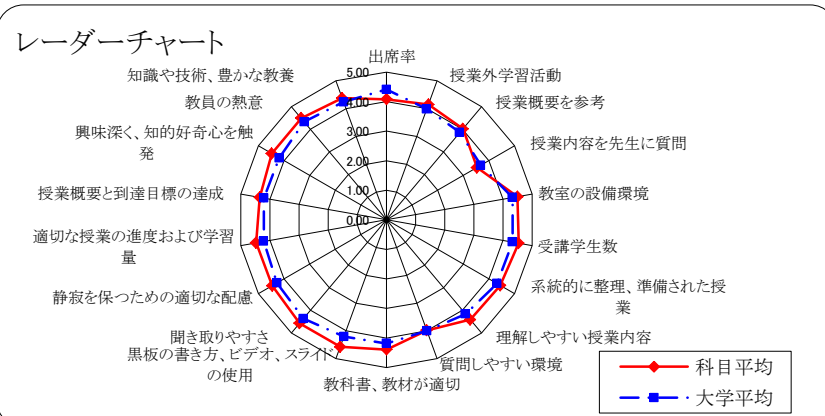 レーダーチャート
出席率
授業外学習活動
授業概要を参考
授業内容を先生に質問
教室の設備環境
受講学生数
系統的に整理、準備された授
業
理解しやすい授業内容
質問しやすい環境
教科書、教材が適切
黒板の書き方、ビデオ、スライド
の使用
聞き取りやすさ
静寂を保つための適切な配慮
適切な授業の進度および学習
量
授業概要と到達目標の達成
興味深く、知的好奇心を触
発
教員の熱意
知識や技術、豊かな教養
5.00
4.00
3.00
2.00
1.00
0.00
科目平均
大学平均